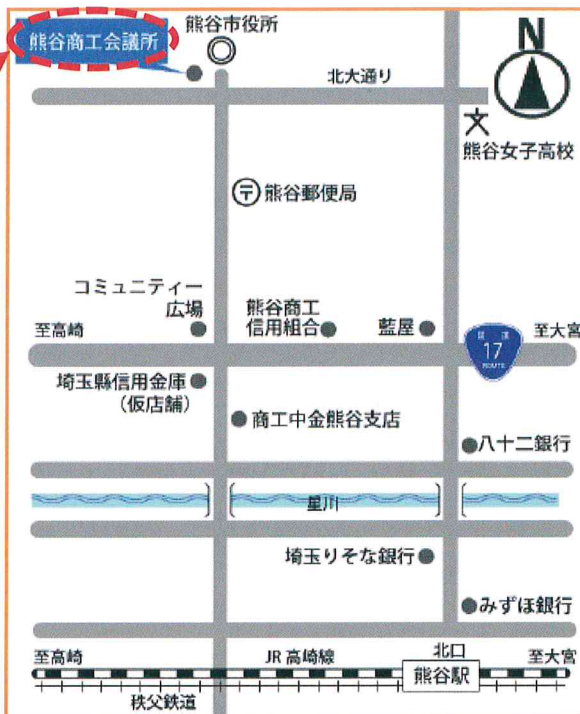 熊谷商工会議所
熊谷市役所
N
北大通り
文
熊谷女子高校
〒熊谷郵便局
コミュニティー
広場
熊谷商工
信用組合
藍屋
至高崎
国道
17
ROUTE
至大宮
埼玉縣信用金庫
(仮店舗)
商工中金熊谷支店
八十二銀行
星川
埼玉りそな銀行
みずほ銀行
至高崎
JR 高崎線
北口
熊谷駅
至大宮
秩父鉄道